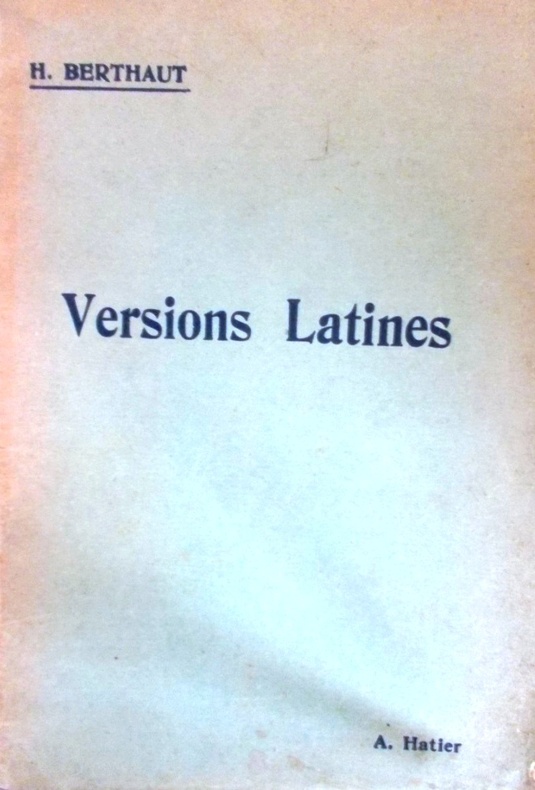 H. BERTHAUT
Versions Latines
A. Hatier